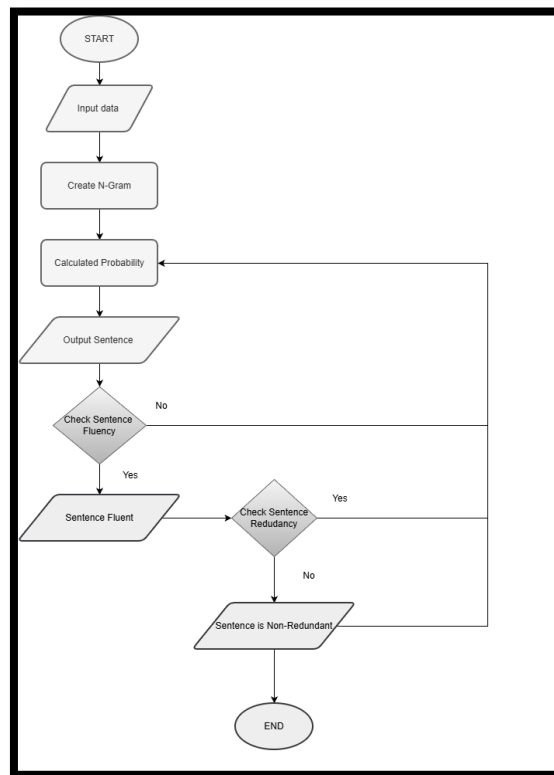 START
Input data
Create N-Gram
Calculated Probability
Output Sentence
Check Sentence
Fluency
No
Yes
Sentence Fluent
Check Sentence
Redudancy
Yes
No
Sentence is Non-Redundant
END